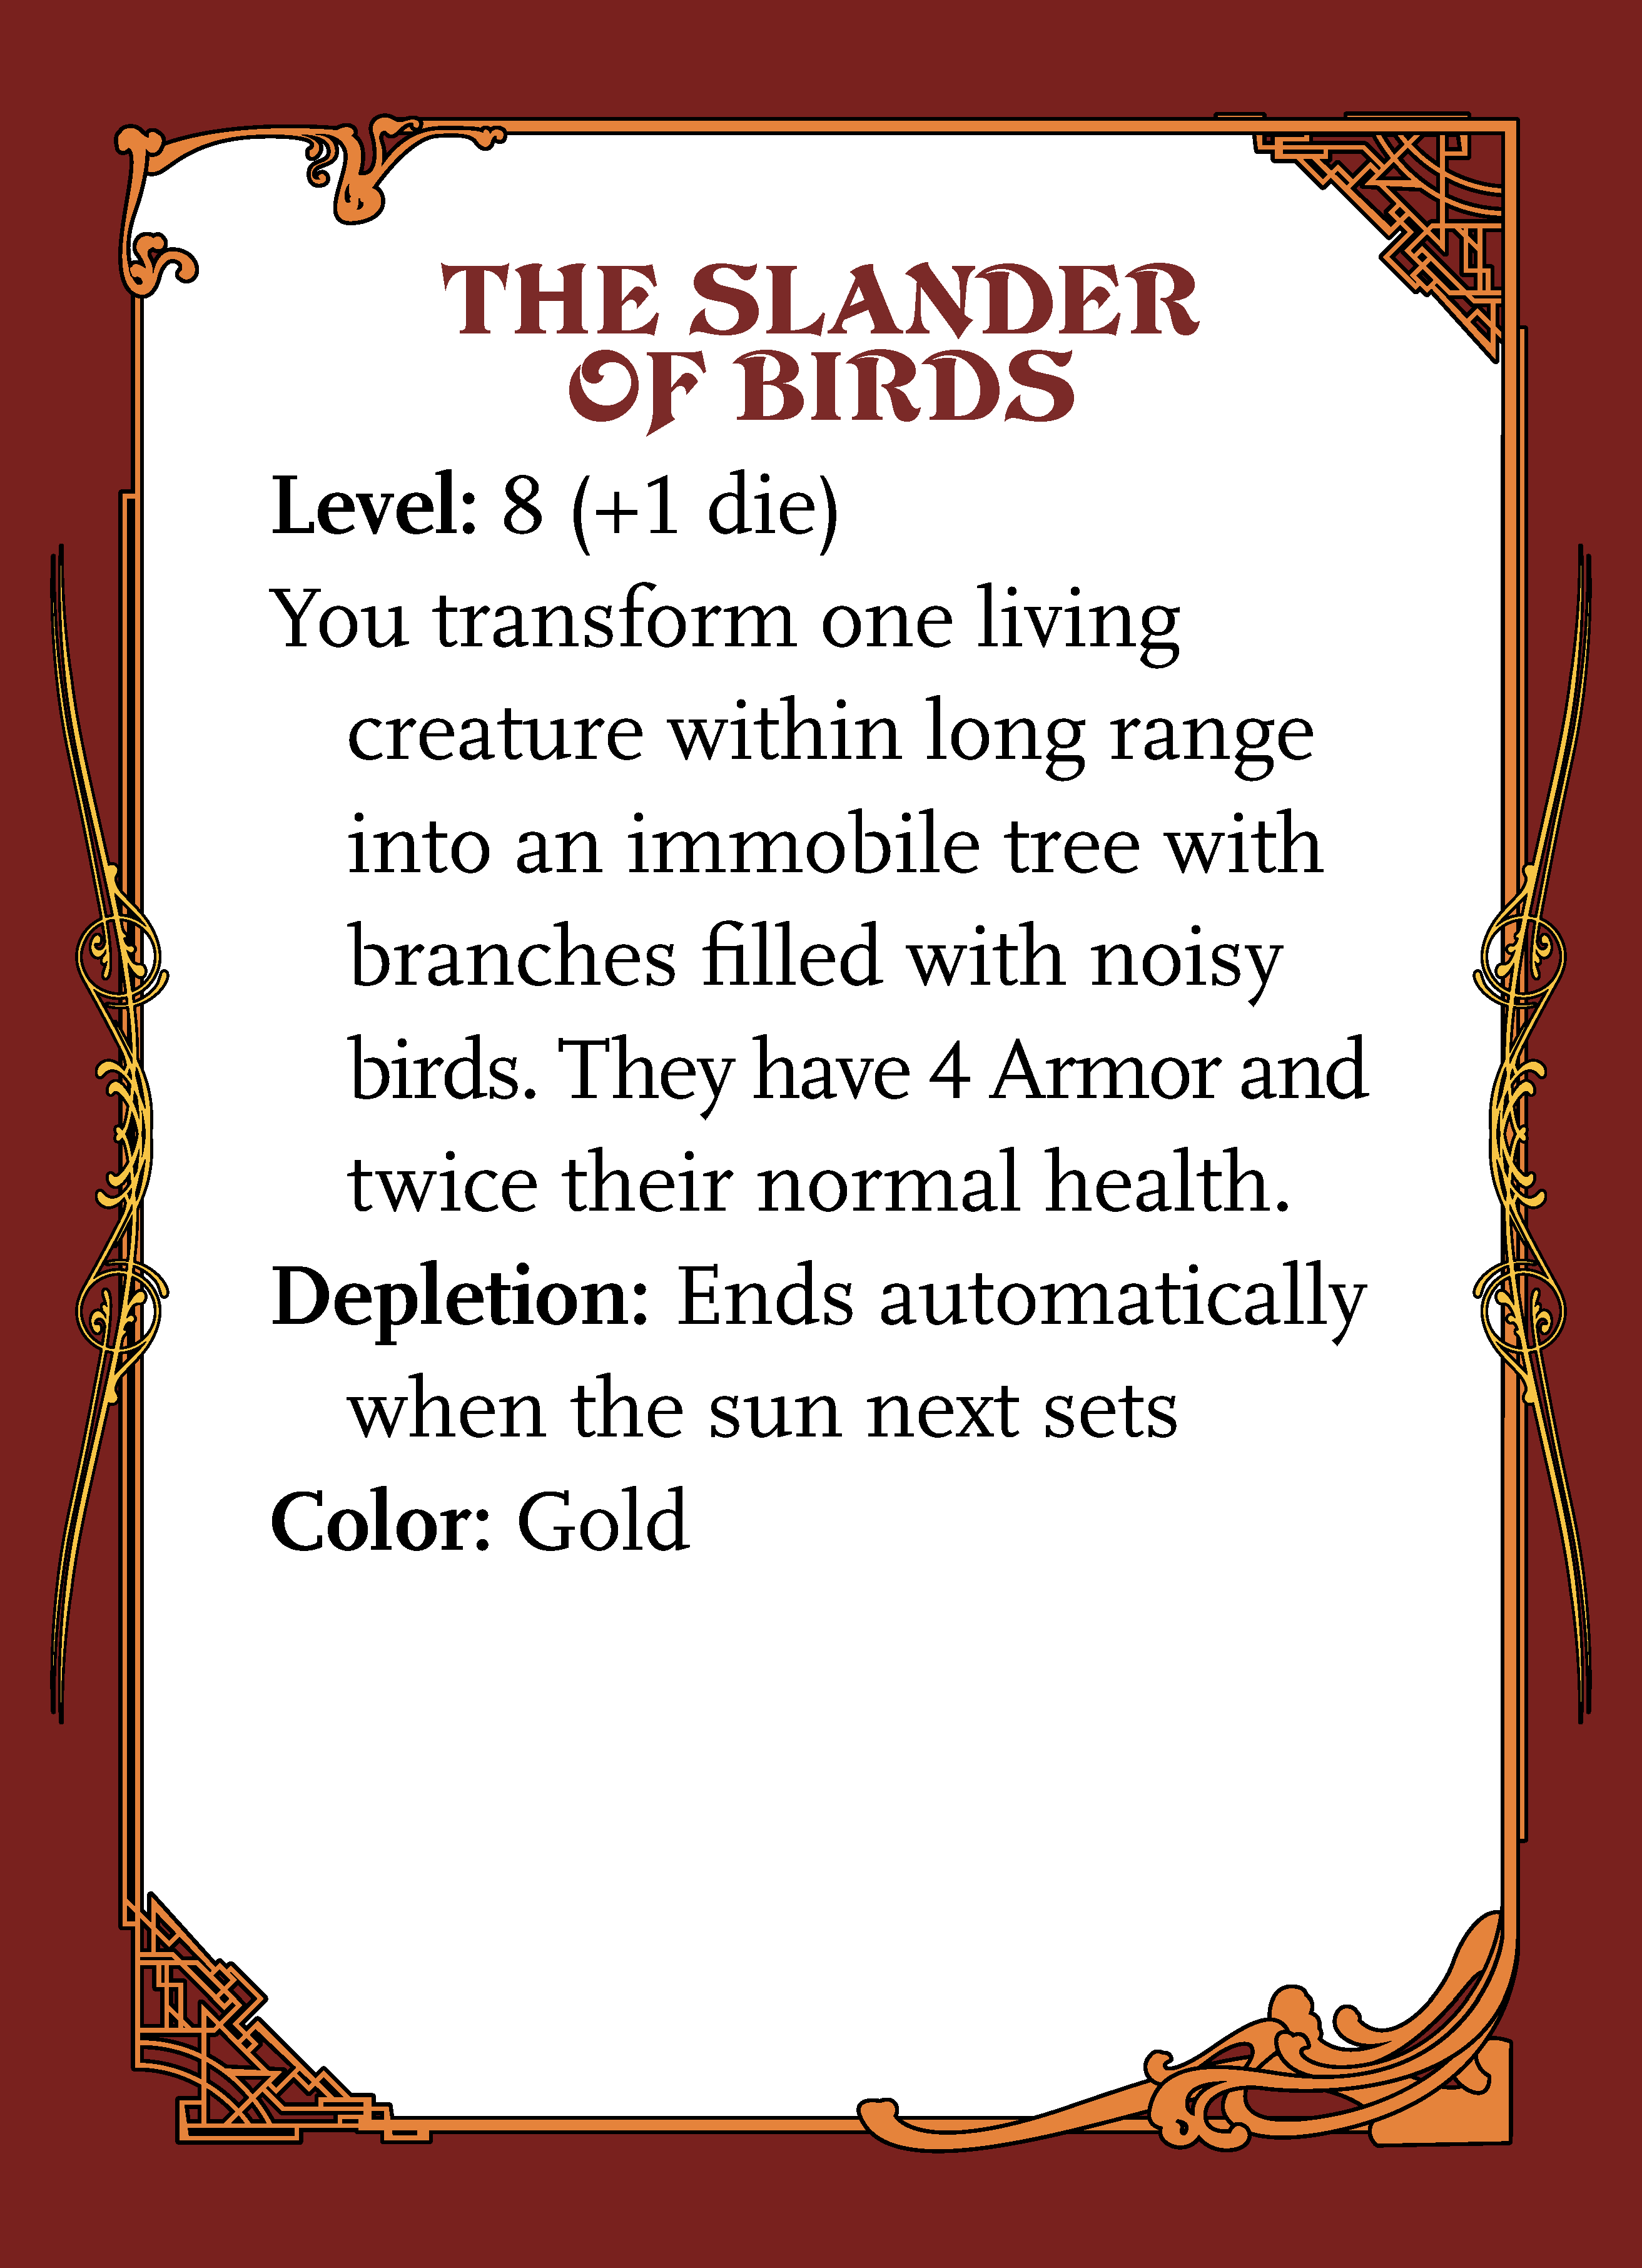 THE SLANDER
OF BIRDS
Level: 8 (+1 die)
You transform one living
creature within long range
into an immobile tree with
branches filled with noisy
birds. They have 4 Armor and
twice their normal health.
Depletion: Ends automatically
when the sun next sets
Color: Gold